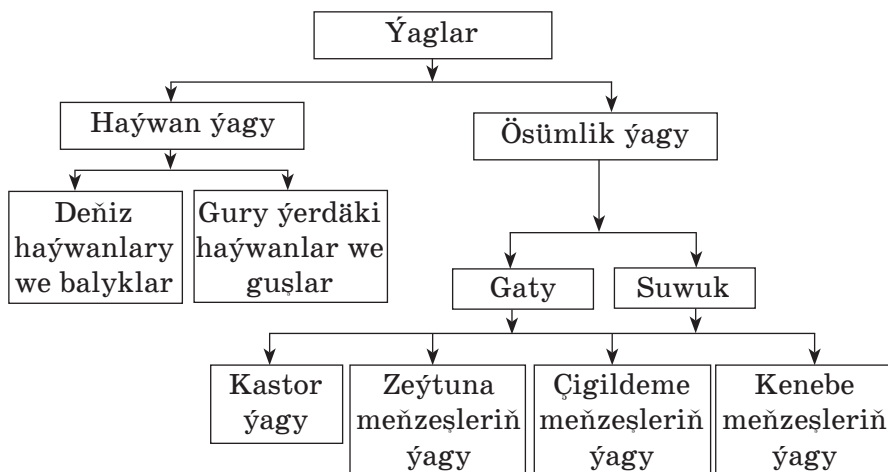 Ýaglar
Haýwan ýagy
Ösümlik ýagy
Deňiz
haýwanlary
we balyklar
Gury ýerdäki
haýwanlar we
guşlar
Gaty
Suwuk
Kastor
ýagy
Zeýtuna
meňzeşleriň
ýagy
Çigildeme
meňzeşleriň
ýagy
Kenebe
meňzeşleriň
ýagy